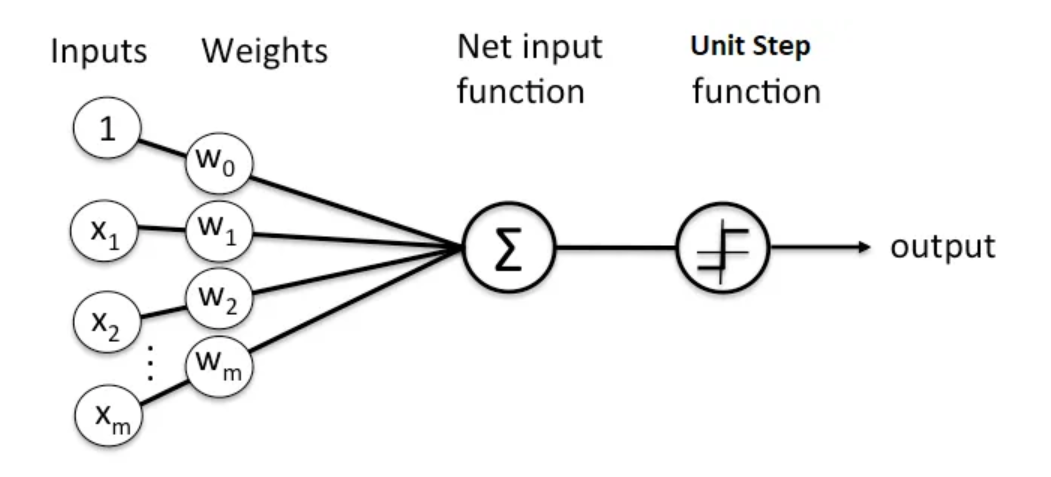 Inputs
Weights
Net input
function
Unit Step
function
1
w₀
x₁
w₁
x₂
w₂
⋮
xₘ
wₘ
Σ
output